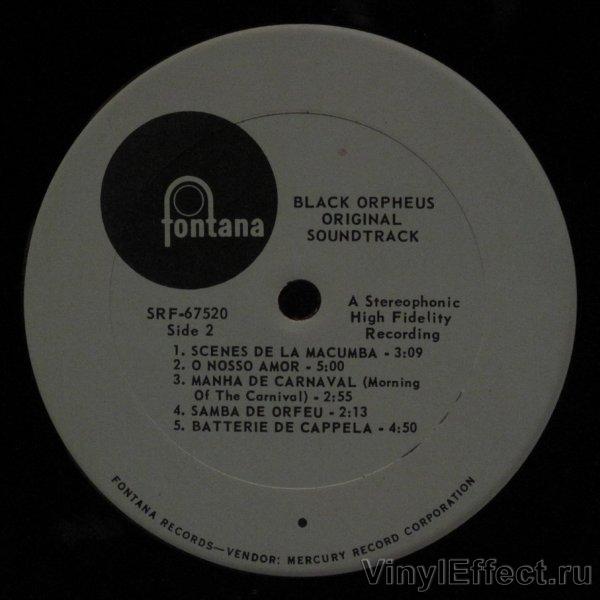 fontana
BLACK ORPHEUS
ORIGINAL
SOUNDTRACK
SRF-67520
Side 2
A Stereophonic
High Fidelity
Recording
1. SCENES DE LA MACUMBA - 3:09
2. O NOSSO AMOR - 5:00
3. MANHA DE CARNAVAL (Morning
Of The Carnival) - 2:55
4. SAMBA DE ORFEU - 2:13
5. BATTERIE DE CAPPELA - 4:50
FONTANA RECORDS—VENDOR: MERCURY RECORD CORPORATION
VinylEffect.ru